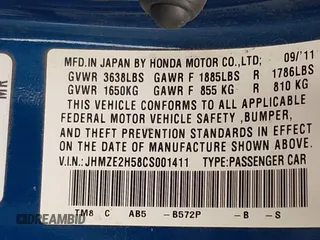 MFD.IN JAPAN BY HONDA MOTOR CO.,LTD; 09/'11
GVWR 3638LBS GAWR F 1885LBS R 1786LBS
GVWR 1650KG GAWR F 855 KG R 810 KG
THIS VEHICLE CONFORMS TO ALL APPLICABLE
FEDERAL MOTOR VEHICLE SAFETY ,BUMPER,
AND THEFT PREVENTION STANDARDS IN EFFECT
ON THE DATE OF MANUFACTURE SHOWN ABOVE.
V.I.N:JHMZE2H58CS001411 TYPE:PASSENGER CAR
TM8 C AB5 -B572P -B -S
MR
DREAMBID